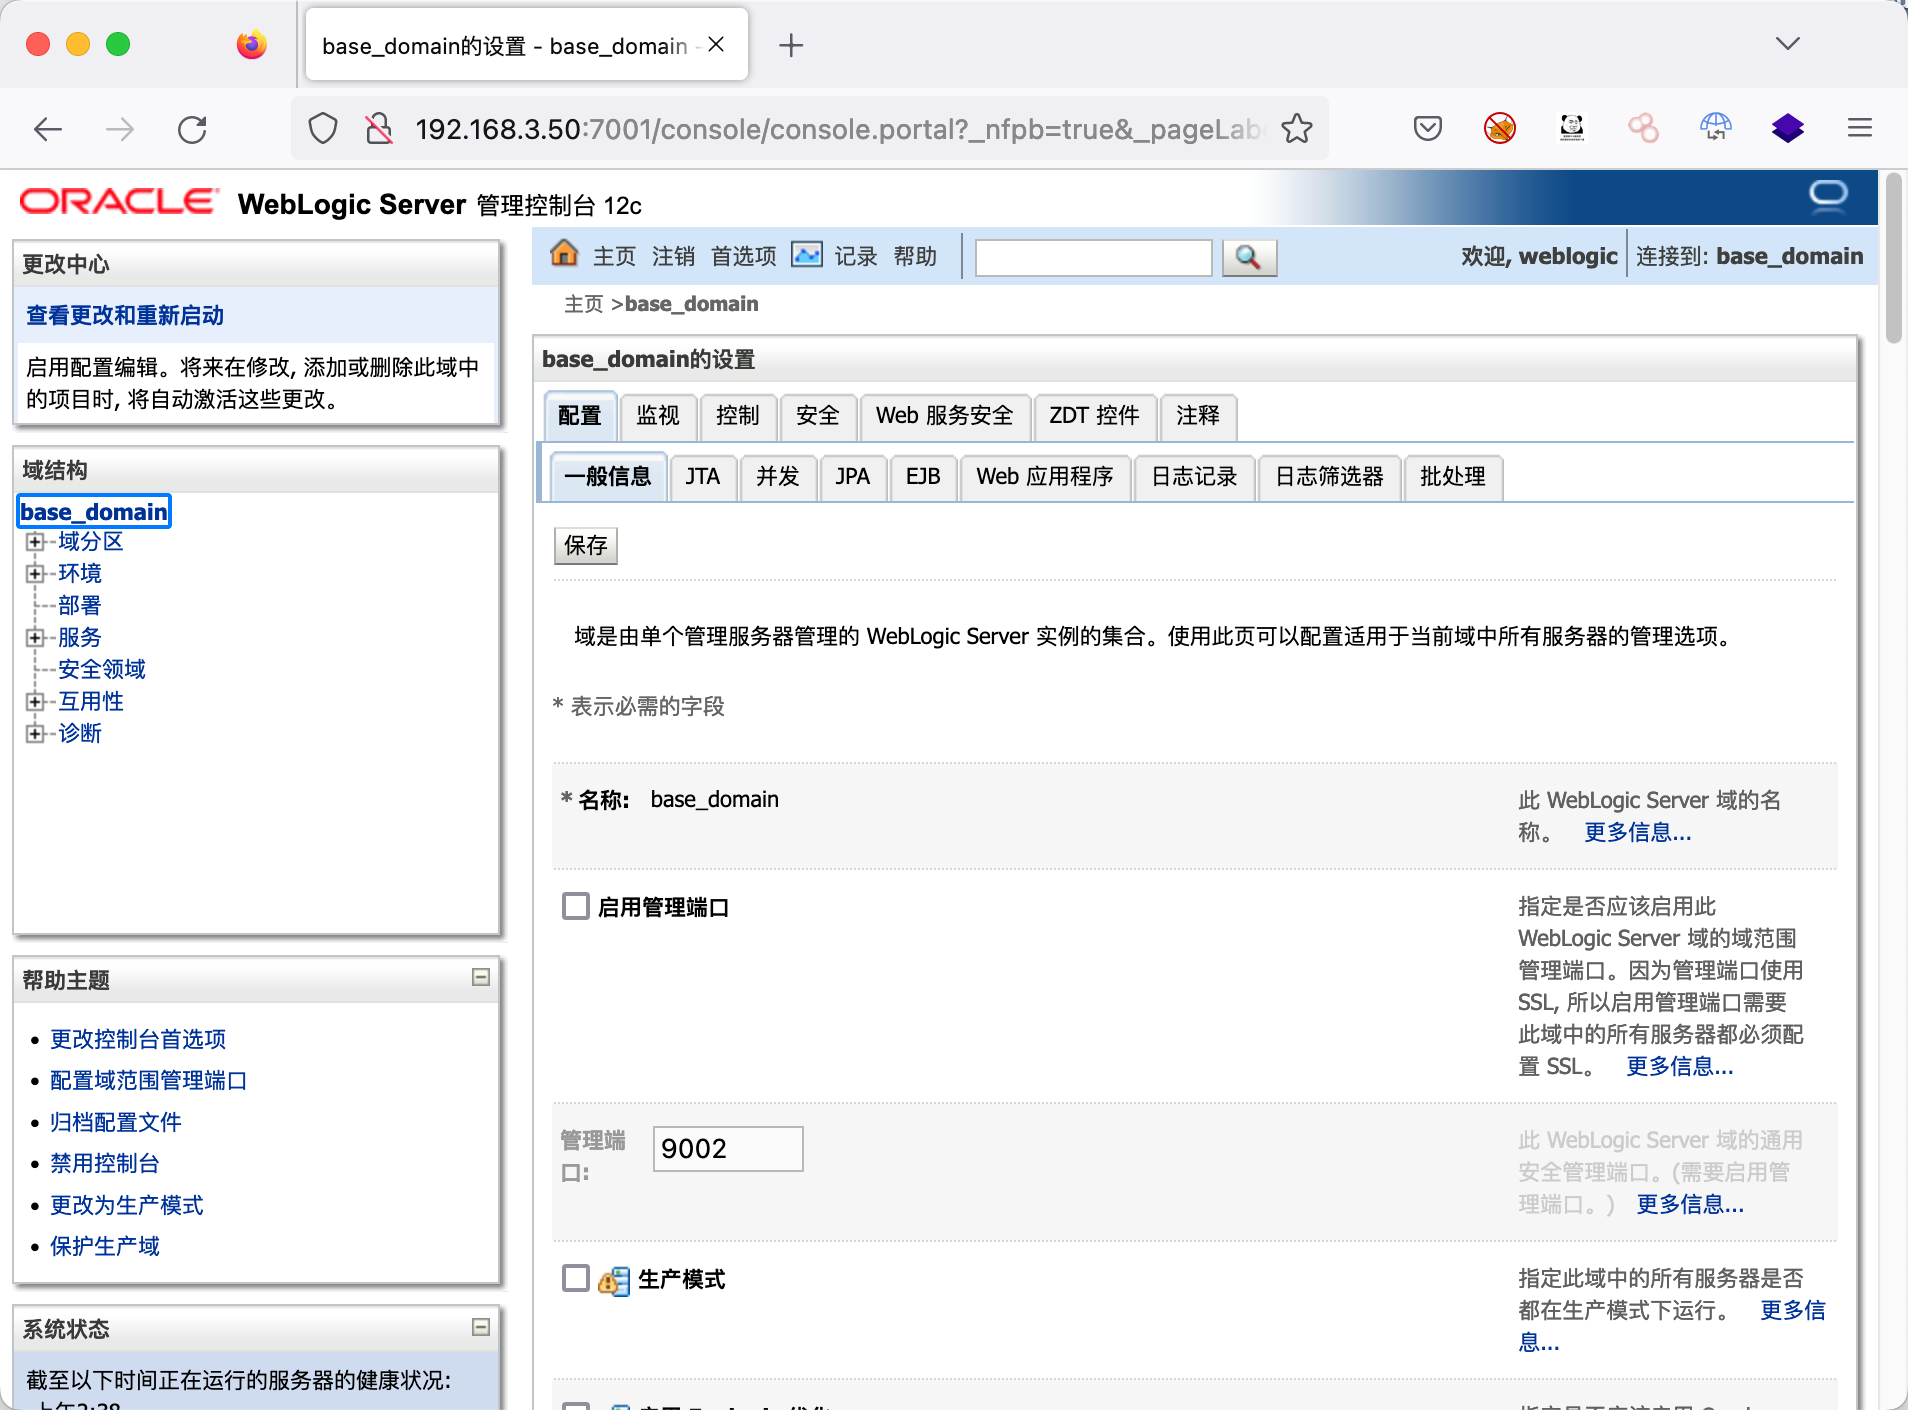 base_domain的设置 - base_domain
192.168.3.50:7001/console/console.portal?_nfpb=true&_pageLab
ORACLE WebLogic Server 管理控制台 12c
更改中心
查看更改和重新启动
启用配置编辑。将来在修改, 添加或删除此域中
的项目时, 将自动激活这些更改。
域结构
base_domain
域分区
环境
部署
服务
安全领域
互用性
诊断
帮助主题
更改控制台首选项
配置域范围管理端口
归档配置文件
禁用控制台
更改为生产模式
保护生产域
系统状态
截至以下时间正在运行的服务器的健康状况:
主页 注销 首选项 记录 帮助
欢迎, weblogic 连接到: base_domain
主页 >base_domain
base_domain的设置
配置 监视 控制 安全 Web 服务安全 ZDT 控件 注释
一般信息 JTA 并发 JPA EJB Web 应用程序 日志记录 日志筛选器 批处理
保存
域是由单个管理服务器管理的 WebLogic Server 实例的集合。使用此页可以配置适用于当前域中所有服务器的管理选项。
* 表示必需的字段
* 名称: base_domain
此 WebLogic Server 域的名
称。 更多信息...
启用管理端口
指定是否应该启用此
WebLogic Server 域的域范围
管理端口。因为管理端口使用
SSL, 所以启用管理端口需要
此域中的所有服务器都必须配
置 SSL。 更多信息...
管理端
口:
9002
此 WebLogic Server 域的通用
安全管理端口。(需要启用管
理端口。) 更多信息...
生产模式
指定此域中的所有服务器是否
都在生产模式下运行。 更多信
息...